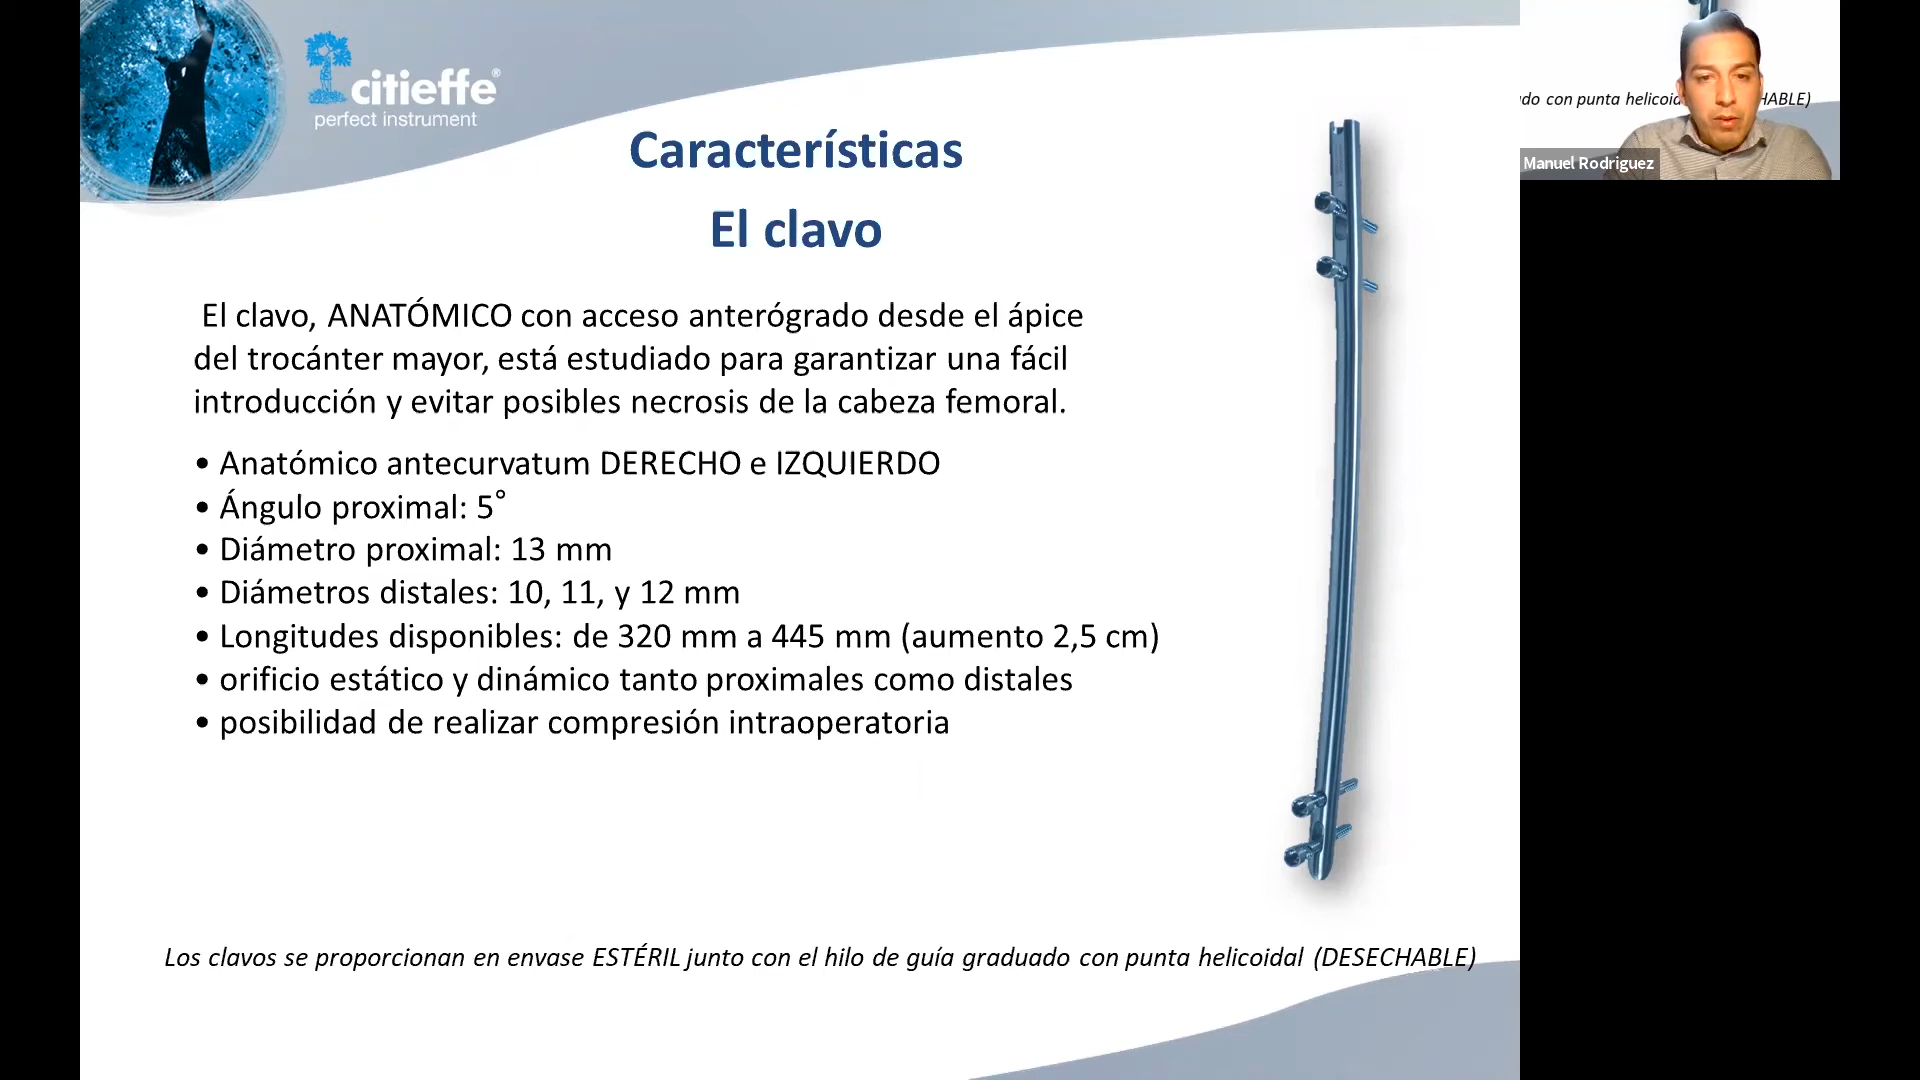 citieffe®
perfect instrument
Características
El clavo
El clavo, ANATÓMICO con acceso anterógrado desde el ápice
del trocánter mayor, está estudiado para garantizar una fácil
introducción y evitar posibles necrosis de la cabeza femoral.
• Anatómico antecurvatum DERECHO e IZQUIERDO
• Ángulo proximal: 5°
• Diámetro proximal: 13 mm
• Diámetros distales: 10, 11, y 12 mm
• Longitudes disponibles: de 320 mm a 445 mm (aumento 2,5 cm)
• orificio estático y dinámico tanto proximales como distales
• posibilidad de realizar compresión intraoperatoria
Los clavos se proporcionan en envase ESTÉRIL junto con el hilo de guía graduado con punta helicoidal (DESECHABLE)
con punta
Manuel Rodriguez